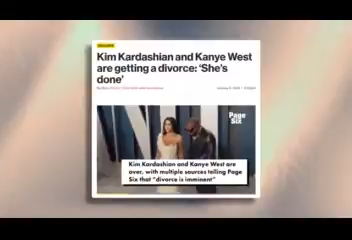 EXCLUSIVE
Kim Kardashian and Kanye West
are getting a divorce: 'She's
done'
Page
Six
Kim Kardashian and Kanye West are
over, with multiple sources telling Page
Six that "divorce is imminent"